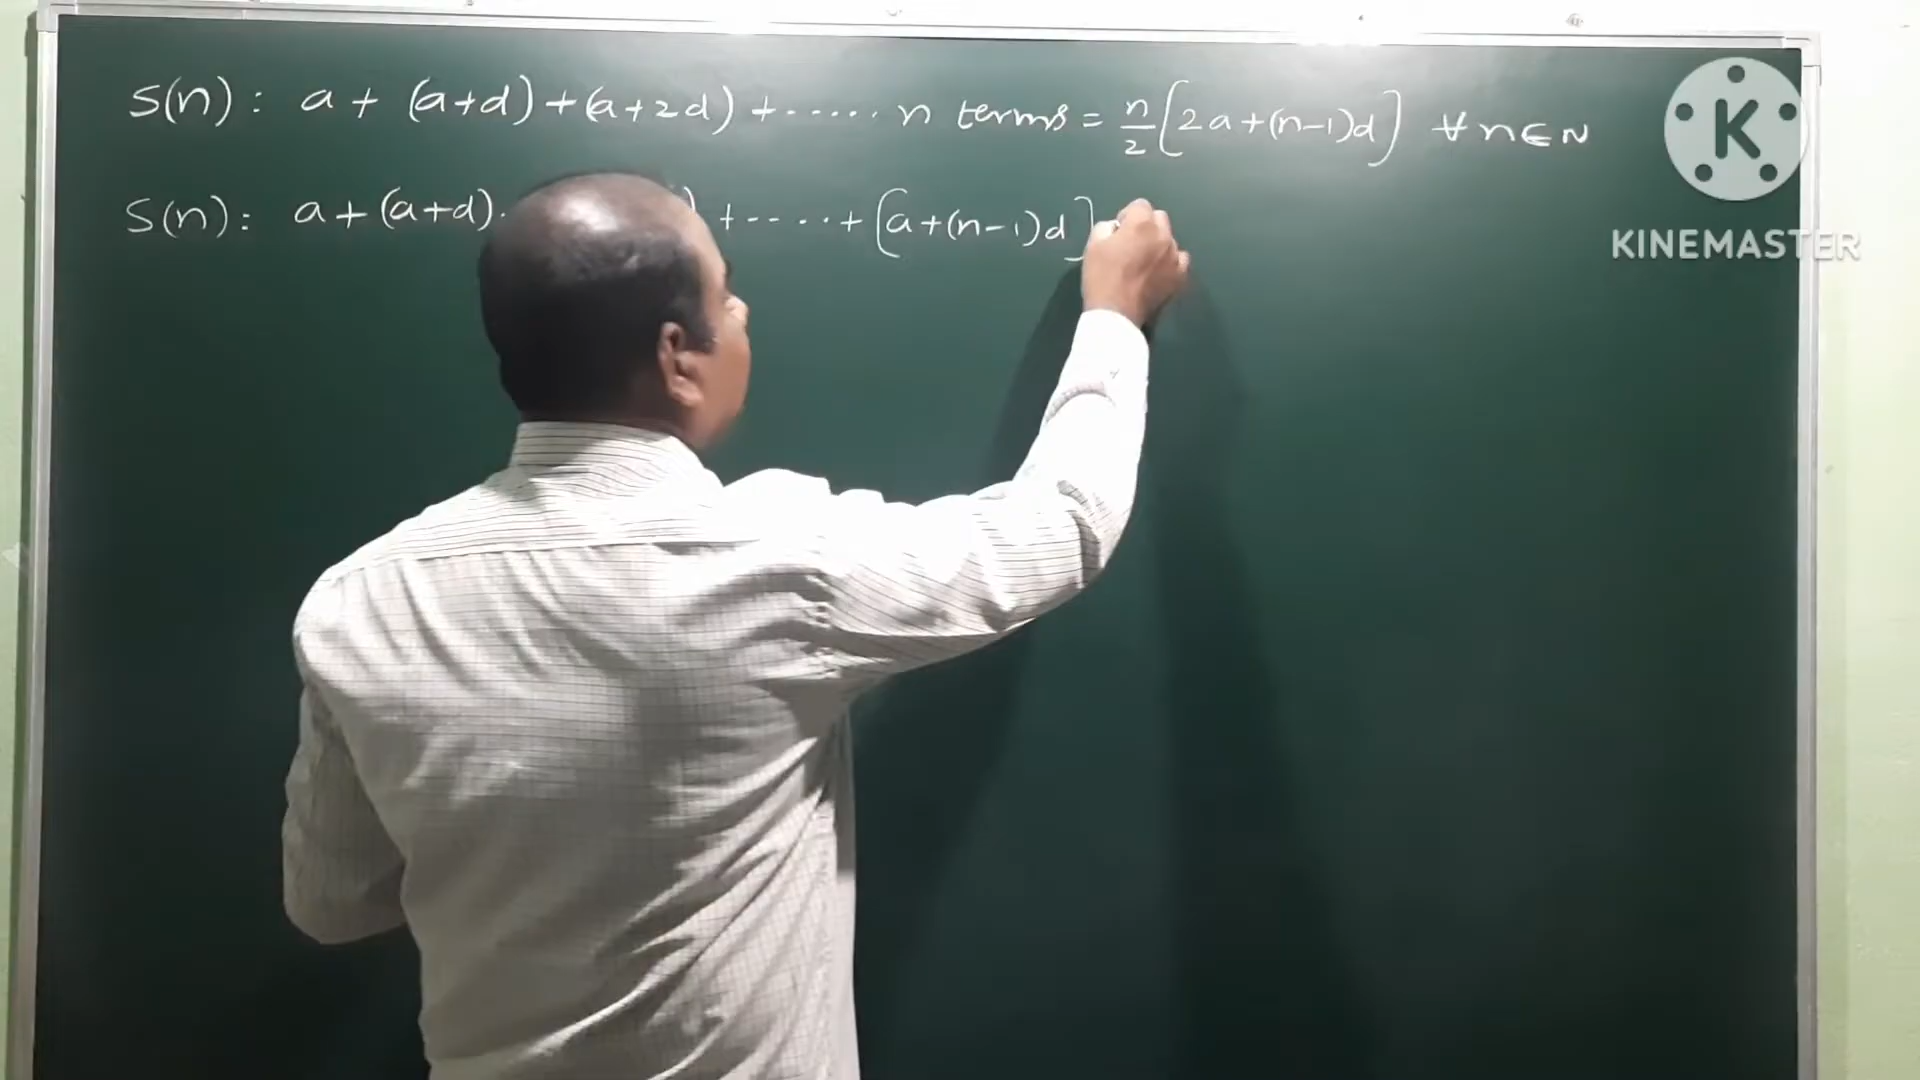 S(n): a + (a+d) + (a+2d) + ...... n terms = n/2 [2a+(n-1)d] ∀ n ∈ N
S(n): a + (a+d) ) + ----- + [a+(n-1)d]
K
KINEMASTER